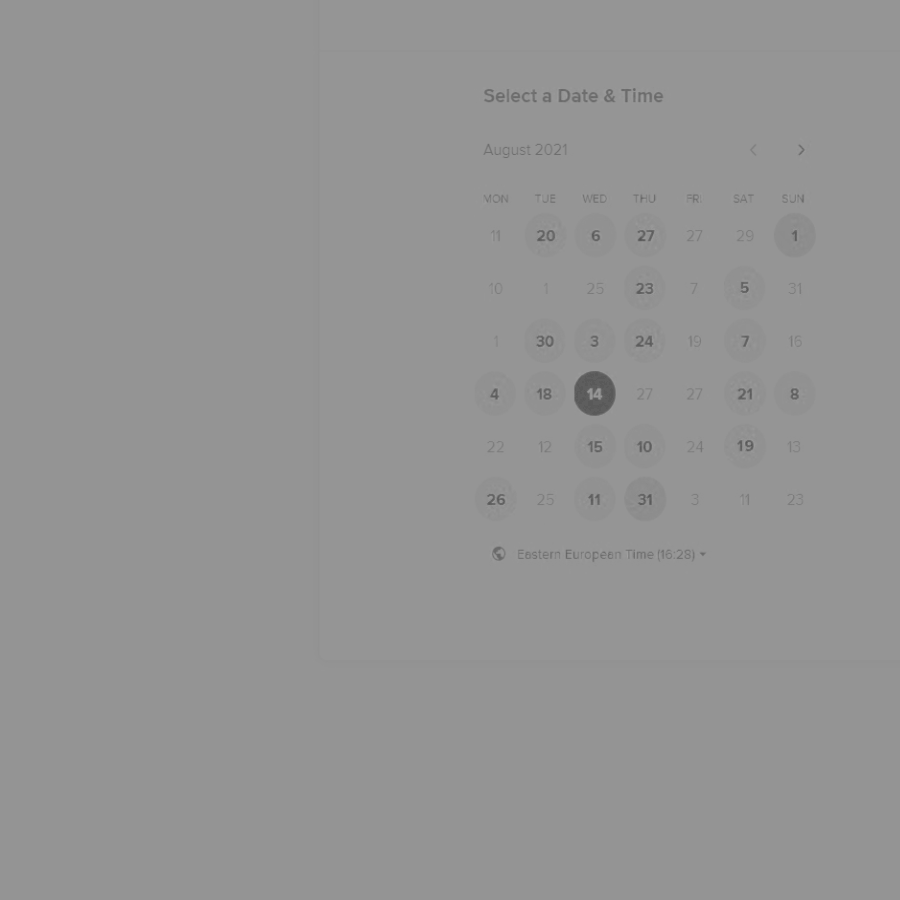 Select a Date & Time
August 2021
MON TUE WED THU FRI SAT SUN
11 20 6 27 27 29 1
10 1 25 23 7 5 31
1 30 3 24 19 7 15
4 18 14 27 27 21 8
22 12 15 10 24 19 13
26 25 11 31 3 11 23
Eastern European Time (16:28)